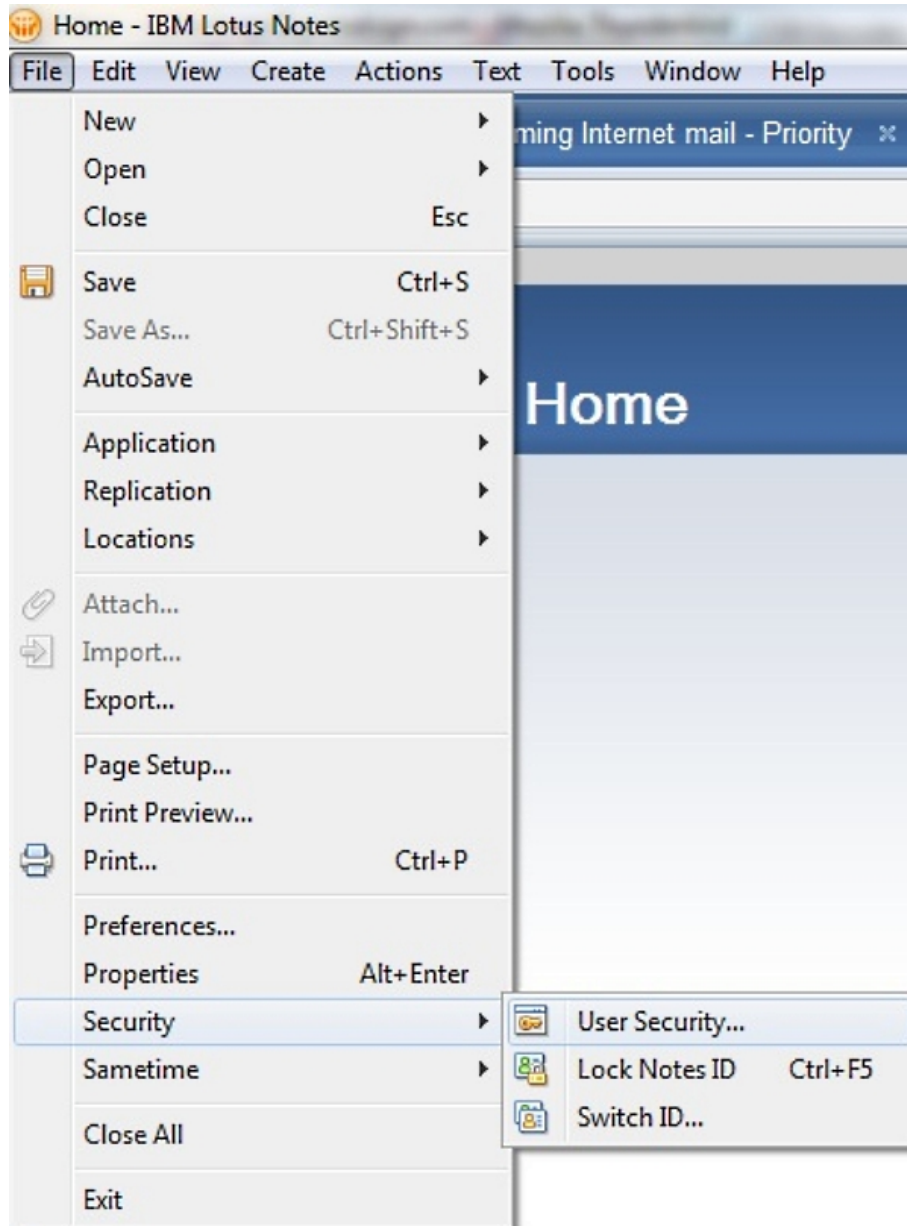 Home - IBM Lotus Notes
File Edit View Create Actions Text Tools Window Help
New
ming Internet mail - Priority
Open
Close Esc
Save Ctrl+S
Save As... Ctrl+Shift+S
AutoSave
Home
Application
Replication
Locations
Attach...
Import...
Export...
Page Setup...
Print Preview...
Print... Ctrl+P
Preferences...
Properties Alt+Enter
Security
User Security...
Sametime
Lock Notes ID Ctrl+F5
Switch ID...
Close All
Exit